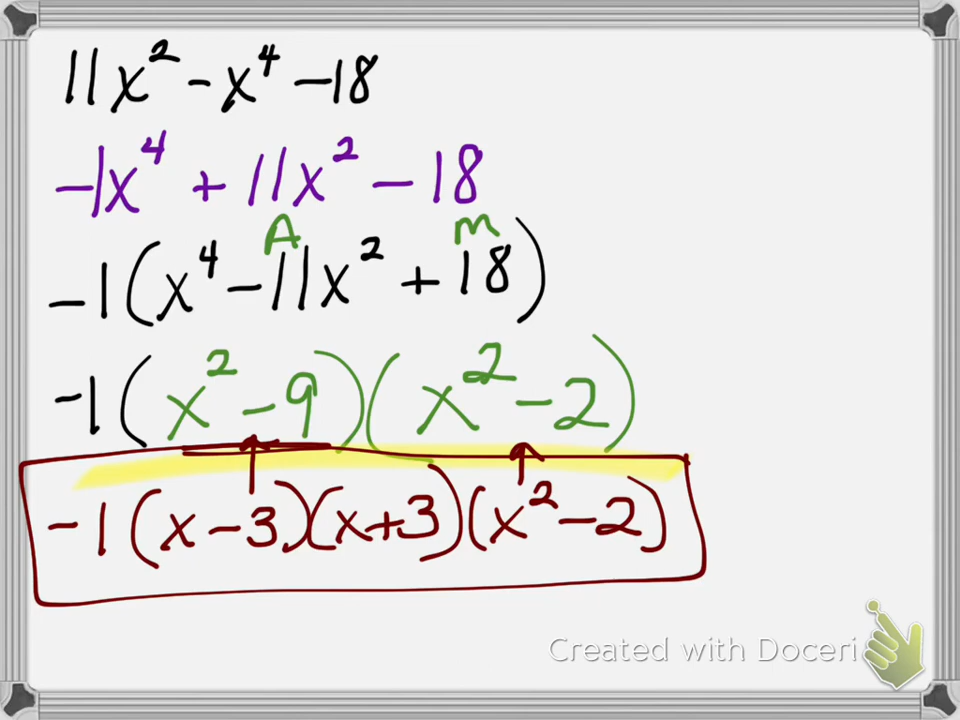 11x² - x⁴ - 18
-1x⁴ + 11x² - 18
A M
-1(x⁴ - 11x² + 18)
-1(x² - 9)(x² - 2)
-1(x - 3)(x + 3)(x² - 2)
Created with Doceri